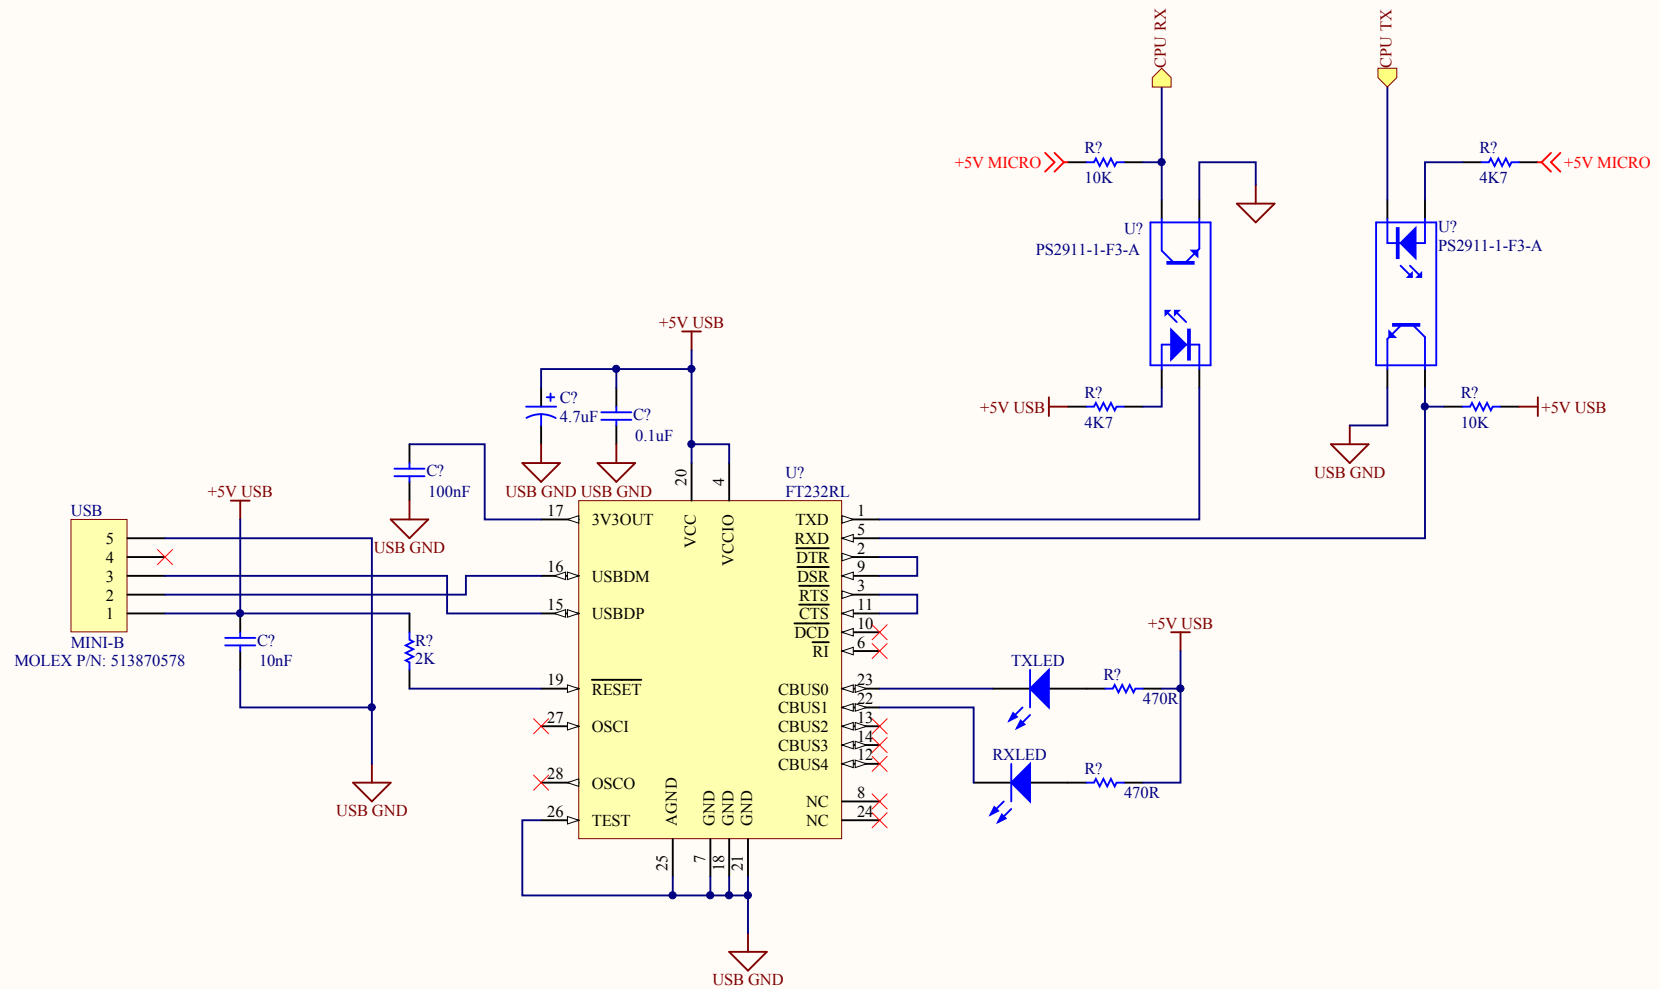 CPU RX
CPU TX
+5V MICRO
R?
10K
R?
4K7
+5V MICRO
U?
PS2911-1-F3-A
U?
PS2911-1-F3-A
+5V USB
R?
4K7
R?
10K
+5V USB
USB GND
+5V USB
C?
4.7uF
C?
0.1uF
USB GND
USB GND
C?
100nF
USB GND
+5V USB
USB
5
4
3
2
1
MINI-B
MOLEX P/N: 513870578
C?
10nF
R?
2K
USB GND
U?
FT232RL
20
4
VCC
VCCIO
17
3V3OUT
16
USBDM
15
USBDP
19
RESET
27
OSCI
28
OSCO
26
TEST
TXD
1
RXD
5
DTR
2
DSR
9
RTS
3
CTS
11
DCD
10
RI
6
CBUS0
23
CBUS1
22
CBUS2
13
CBUS3
14
CBUS4
12
NC
8
NC
24
AGND
GND
GND
GND
25
7
18
21
USB GND
+5V USB
TXLED
R?
470R
RXLED
R?
470R